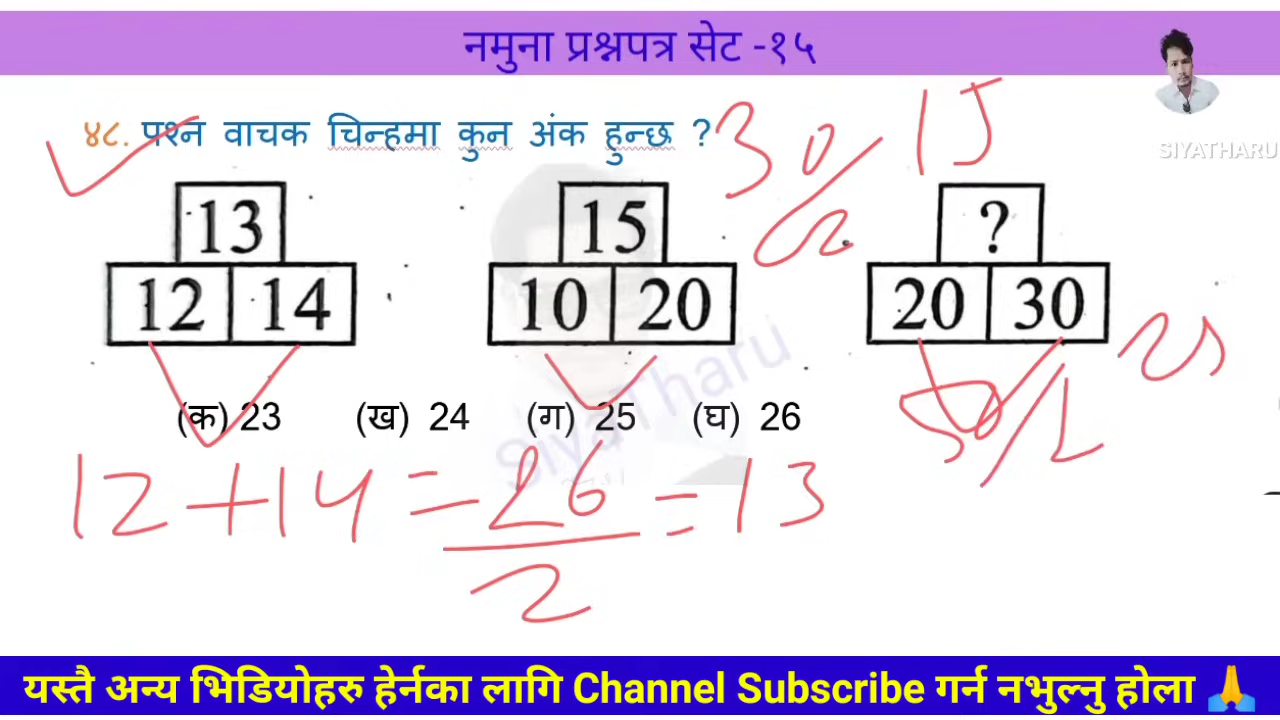 नमुना प्रश्नपत्र सेट -१५
४८. पश्न वाचक चिन्हमा कुन अंक हुन्छ ?
30/2 15
SIYATHARU
13 15 ?
12 14 10 20 20 30
50/2 25
(क) 23 (ख) 24 (ग) 25 (घ) 26
SiyaTharu
12+14 = 26/2 = 13
यस्तै अन्य भिडियोहरु हेर्नका लागि Channel Subscribe गर्न नभुल्नु होला 🙏